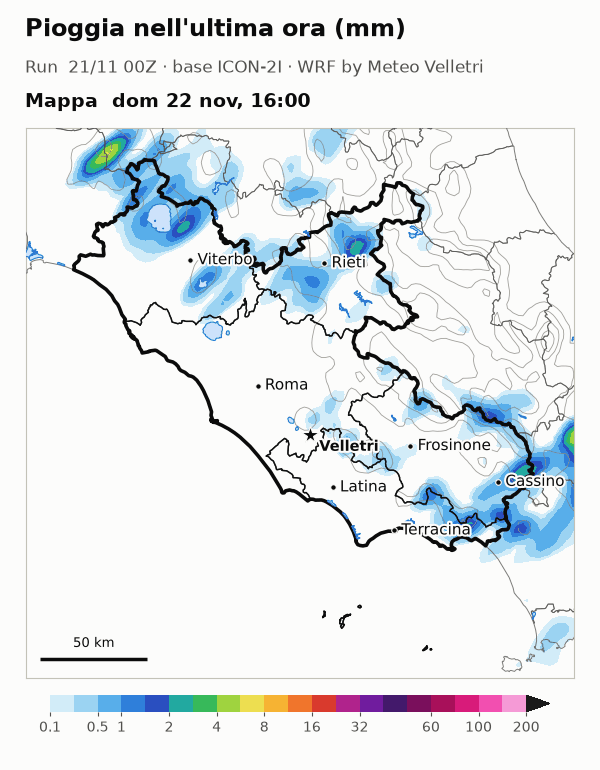 Pioggia nell'ultima ora (mm)
Run  21/11 00Z · base ICON-2I · WRF by Meteo Velletri
Mappa  dom 22 nov, 16:00
Viterbo
Rieti
Roma
Velletri
Frosinone
Latina
Cassino
Terracina
50 km
0.1 0.5 1 2 4 8 16 32 60 100 200